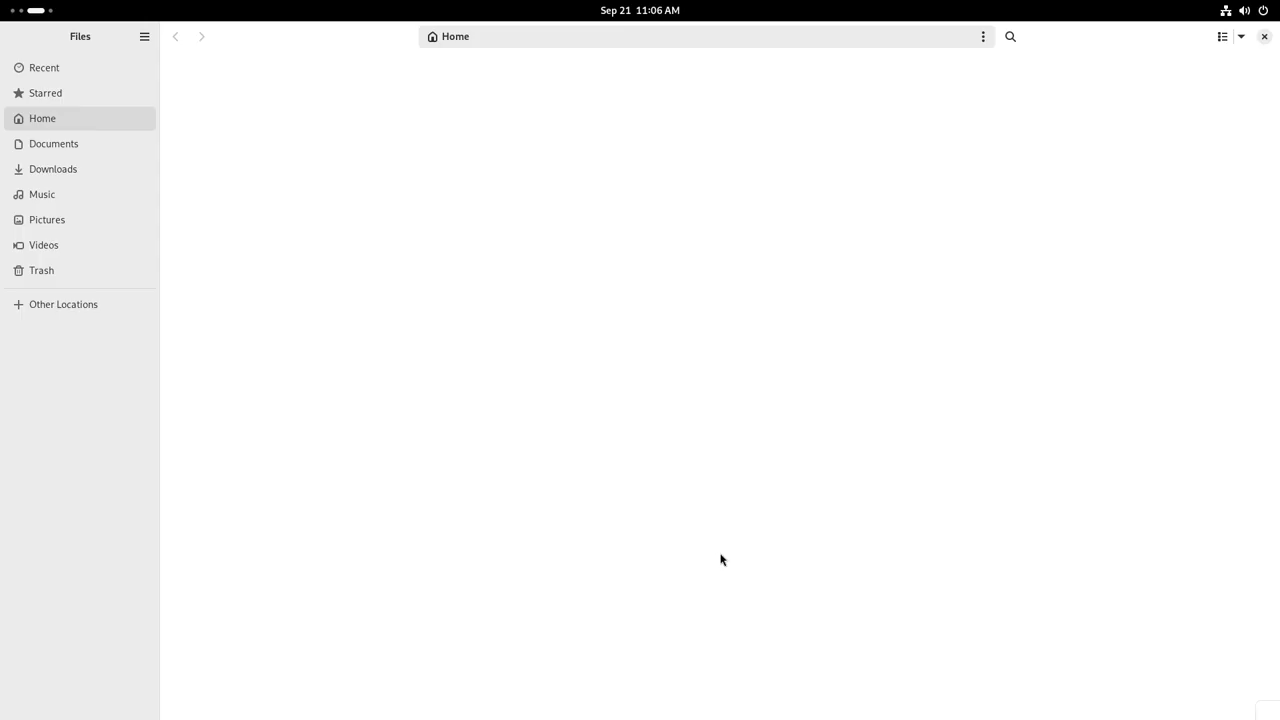 Sep 21 11:06 AM
Files
Home
Recent
Starred
Home
Documents
Downloads
Music
Pictures
Videos
Trash
Other Locations